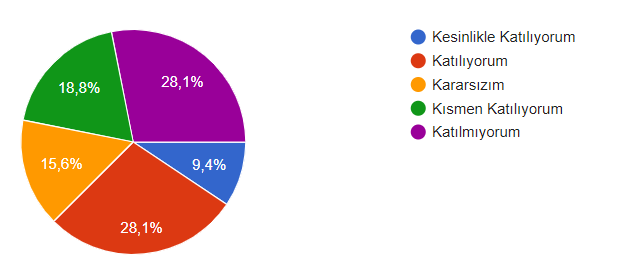 Kesinlikle Katılıyorum
Katılıyorum
Kararsızım
Kısmen Katılıyorum
Katılmıyorum
28,1%
18,8%
15,6%
9,4%
28,1%